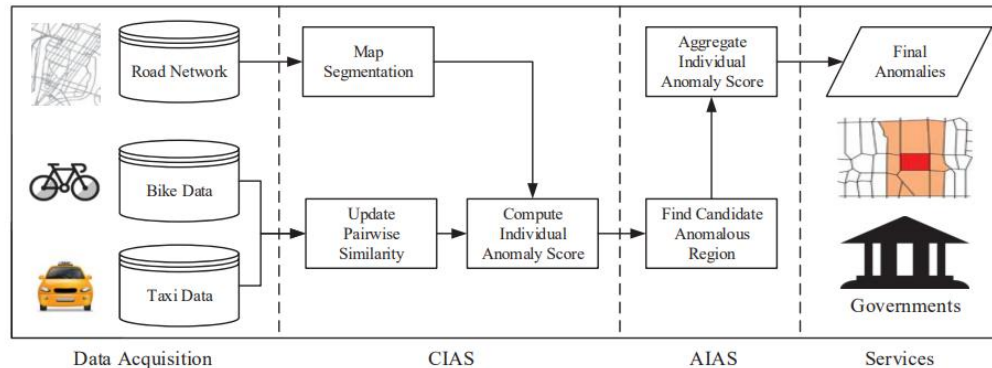 Road Network
Map
Segmentation
Aggregate
Individual
Anomaly Score
Final
Anomalies
Bike Data
Taxi Data
Update
Pairwise
Similarity
Compute
Individual
Anomaly Score
Find Candidate
Anomalous
Region
Governments
Data Acquisition
CIAS
AIAS
Services